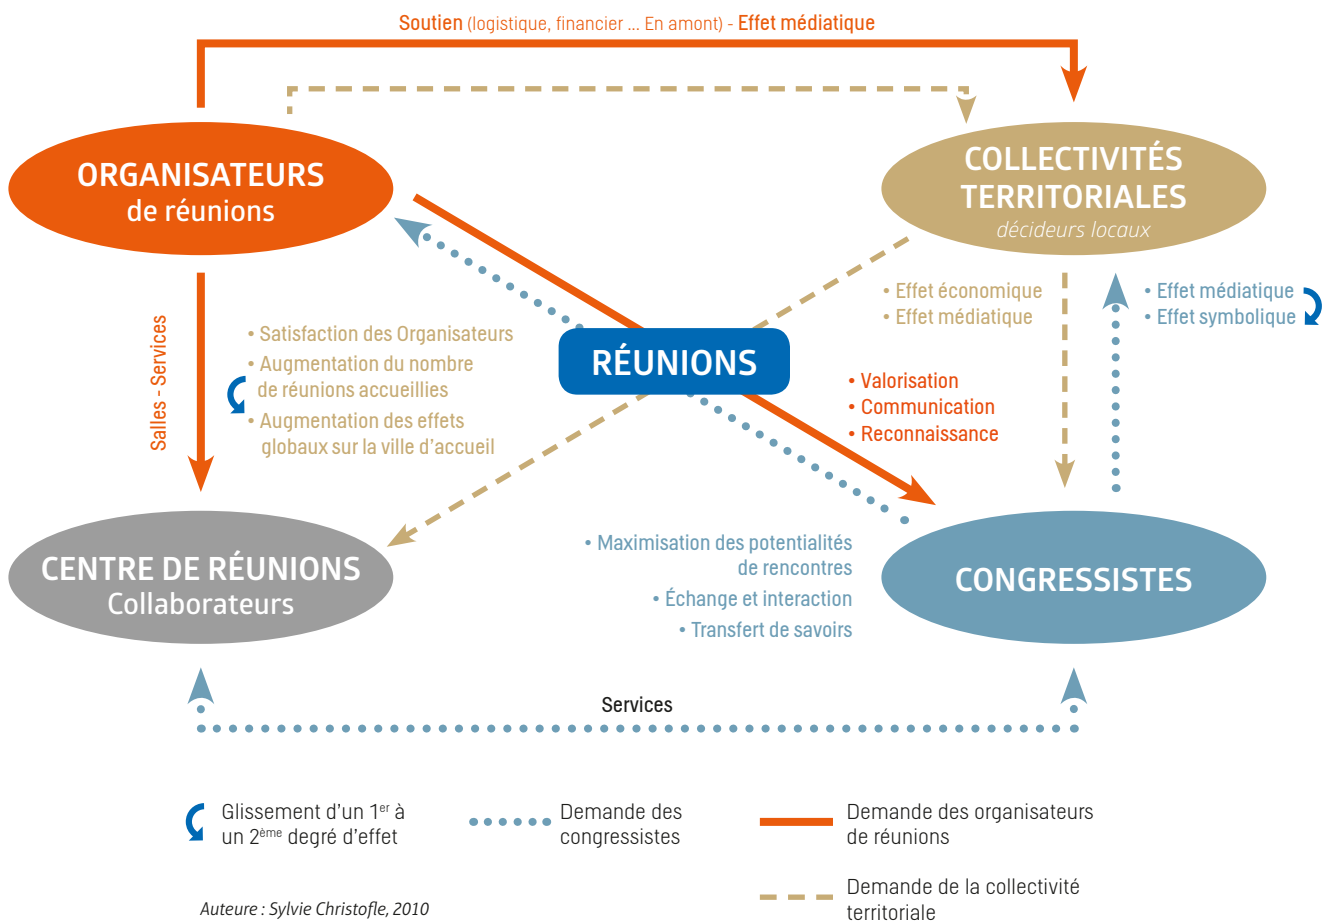 Soutien (logistique, financier ... En amont) - Effet médiatique
ORGANISATEURS
de réunions
COLLECTIVITÉS
TERRITORIALES
décideurs locaux
Salles - Services
• Satisfaction des Organisateurs
• Augmentation du nombre
de réunions accueillies
• Augmentation des effets
globaux sur la ville d'accueil
RÉUNIONS
• Effet économique
• Effet médiatique
• Effet médiatique
• Effet symbolique
• Valorisation
• Communication
• Reconnaissance
CENTRE DE RÉUNIONS
Collaborateurs
• Maximisation des potentialités
de rencontres
• Échange et interaction
• Transfert de savoirs
CONGRESSISTES
Services
Glissement d'un 1er à
un 2ème degré d'effet
Demande des
congressistes
Demande des organisateurs
de réunions
Demande de la collectivité
territoriale
Auteure : Sylvie Christofle, 2010